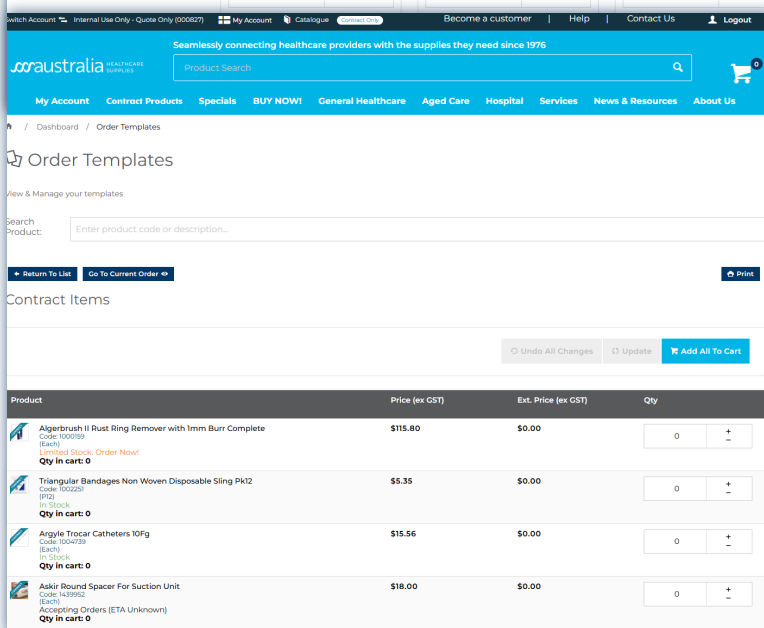 Switch Account Internal Use Only - Quote Only (000827) My Account Catalogue Contract Only Become a customer | Help | Contact Us Logout
Seamlessly connecting healthcare providers with the supplies they need since 1976
australia HEALTHCARE SUPPLIES
Product Search
0
My Account Contract Products Specials BUY NOW! General Healthcare Aged Care Hospital Services News & Resources About Us
/ Dashboard / Order Templates
Order Templates
View & Manage your templates
Search Product:
Enter product code or description...
Return To List Go To Current Order Print
Contract Items
Undo All Changes Update Add All To Cart
Product Price (ex GST) Ext. Price (ex GST) Qty
Algerbrush II Rust Ring Remover with 1mm Burr Complete $115.80 $0.00 0 + −
Code: 1000159
(Each)
Limited Stock, Order Now!
Qty in cart: 0
Triangular Bandages Non Woven Disposable Sling Pk12 $5.35 $0.00 0 + −
Code: 1002251
(P12)
In Stock
Qty in cart: 0
Argyle Trocar Catheters 10Fg $15.56 $0.00 0 + −
Code: 1004739
(Each)
In Stock
Qty in cart: 0
Askir Round Spacer For Suction Unit $18.00 $0.00 0 + −
Code: 1439952
(Each)
Accepting Orders (ETA Unknown)
Qty in cart: 0